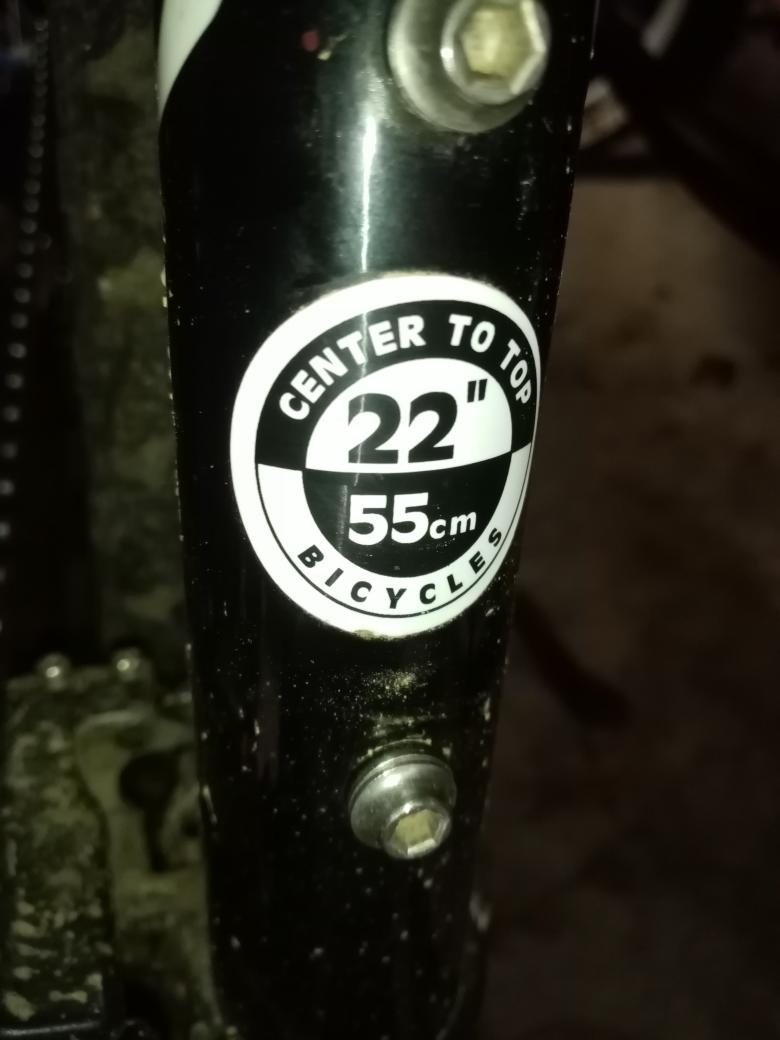 CENTER TO TOP
22"
55cm
BICYCLES